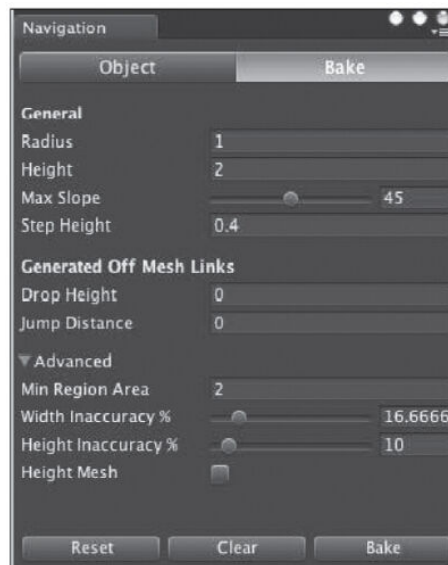 Navigation
Object Bake
General
Radius 1
Height 2
Max Slope 45
Step Height 0.4
Generated Off Mesh Links
Drop Height 0
Jump Distance 0
Advanced
Min Region Area 2
Width Inaccuracy % 16.6666
Height Inaccuracy % 10
Height Mesh
Reset Clear Bake